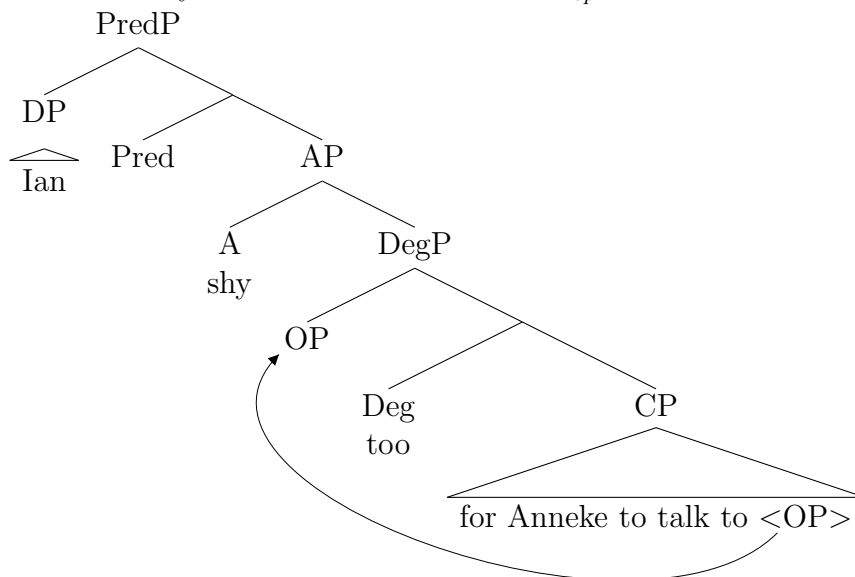 PredP
DP
Pred
AP
Ian
A
DegP
shy
OP
Deg
CP
too
for Anneke to talk to <OP>